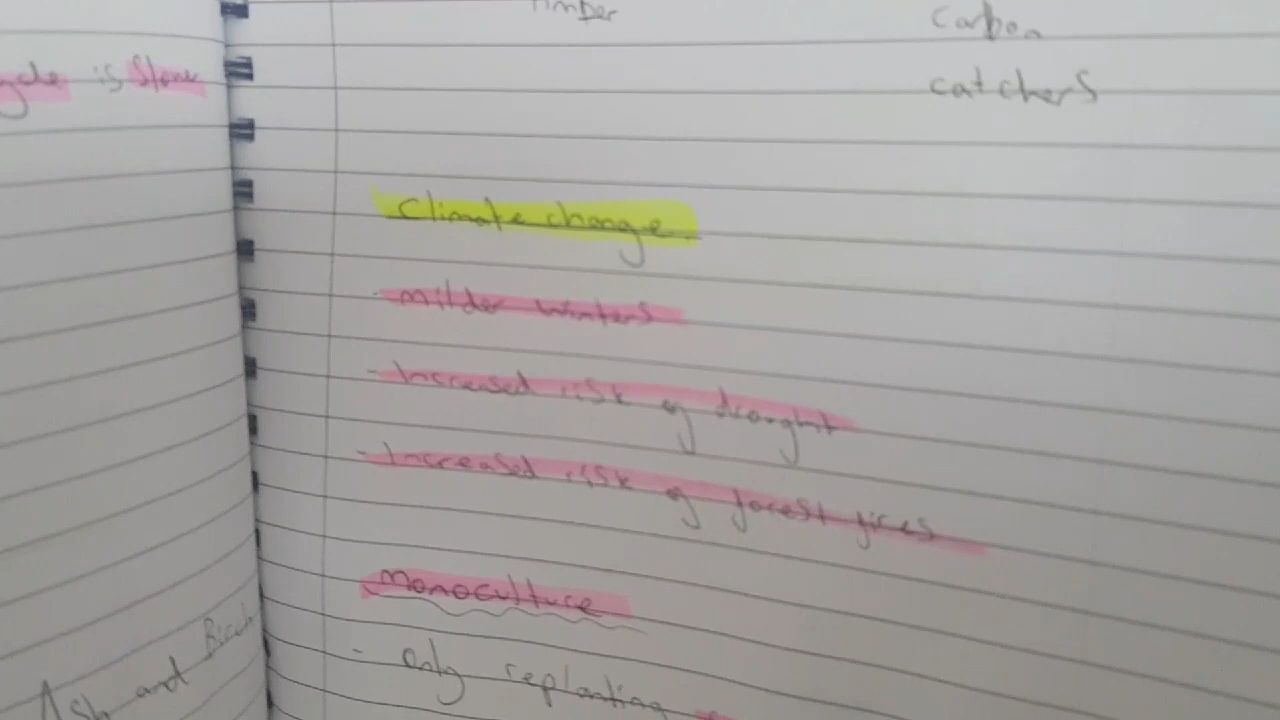 cycle is slow
Ash and Birch
Timber
Carbon
catchers
Climate change
- milder winters
- Increased risk of drought
- Increased risk of forest fires
monoculture
- only replanting